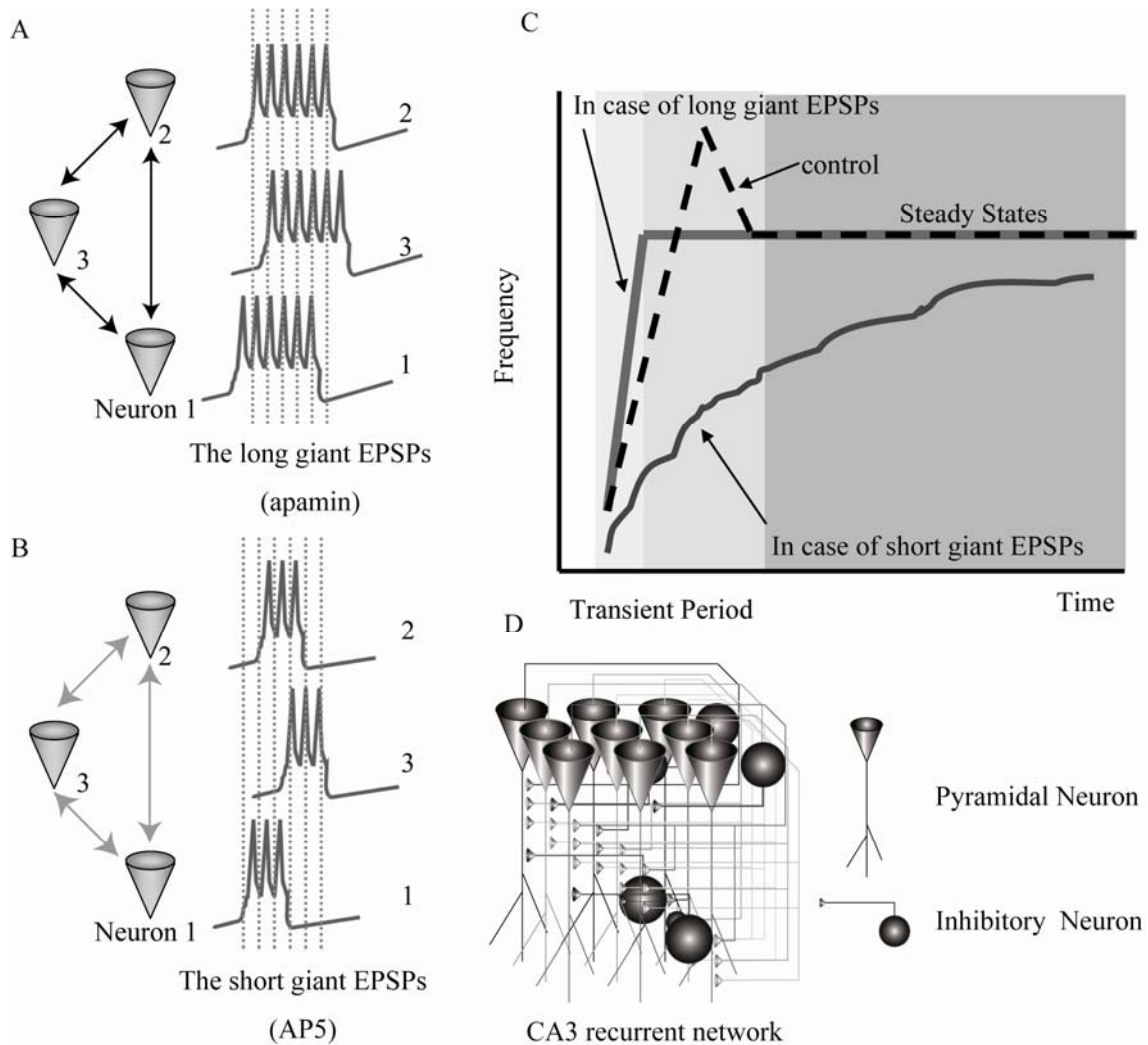 A
2
3
Neuron 1
2
3
1
The long giant EPSPs
(apamin)
B
2
3
Neuron 1
2
3
1
The short giant EPSPs
(AP5)
C
In case of long giant EPSPs
control
Steady States
Frequency
In case of short giant EPSPs
Transient Period
Time
D
Pyramidal Neuron
Inhibitory Neuron
CA3 recurrent network